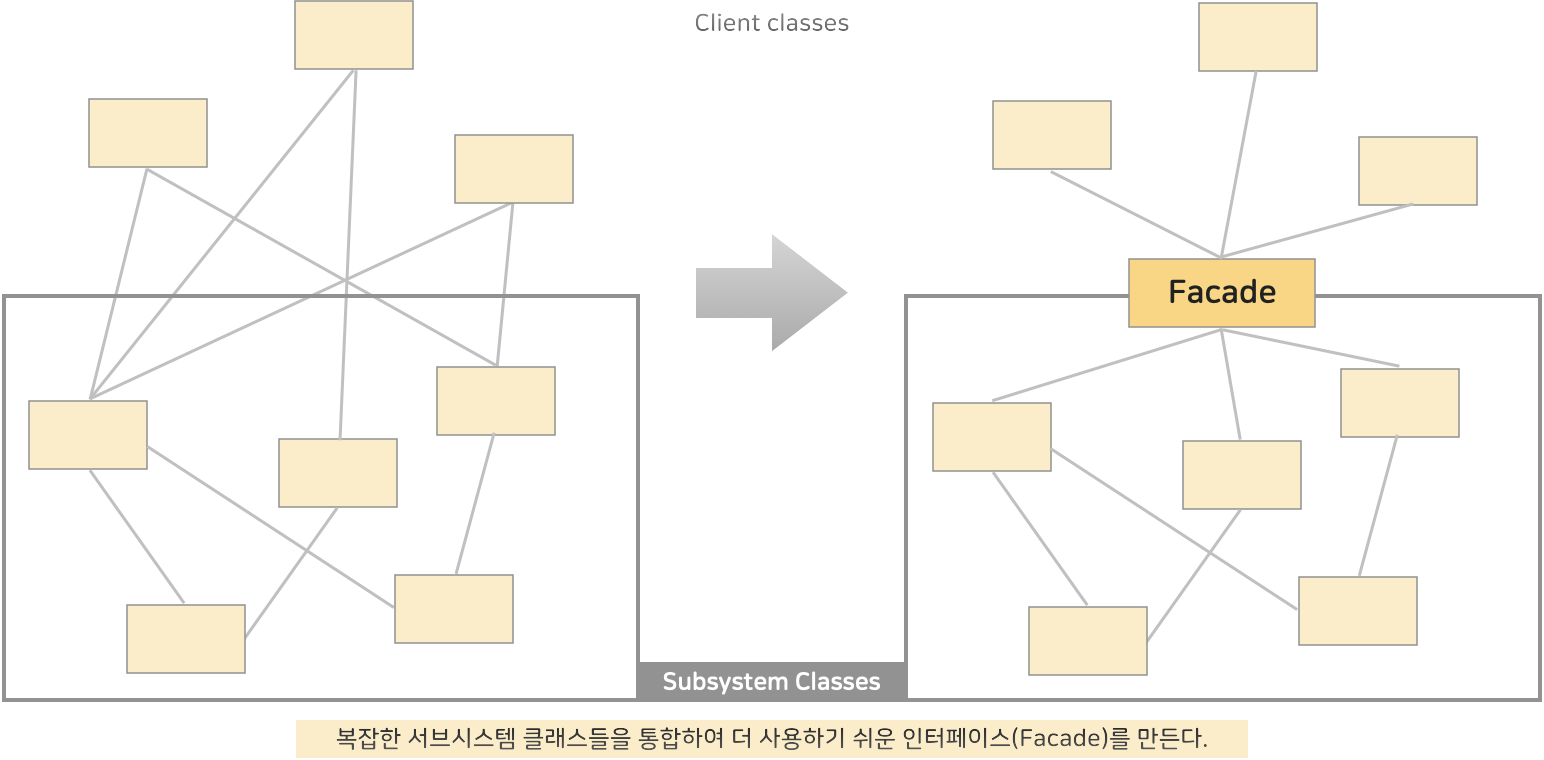 Client classes
Facade
Subsystem Classes
복잡한 서브시스템 클래스들을 통합하여 더 사용하기 쉬운 인터페이스(Facade)를 만든다.